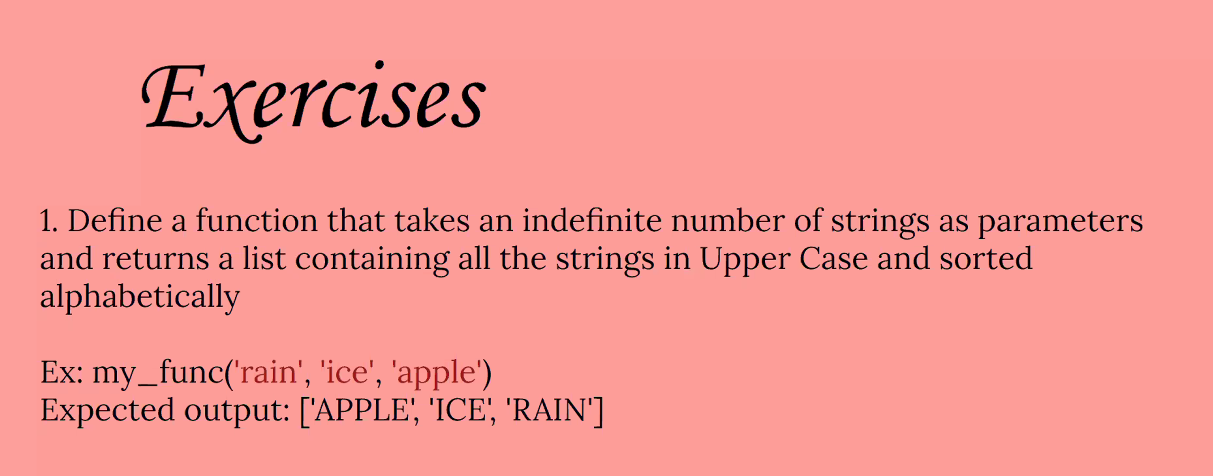 Exercises
1. Define a function that takes an indefinite number of strings as parameters
and returns a list containing all the strings in Upper Case and sorted
alphabetically
Ex: my_func('rain', 'ice', 'apple')
Expected output: ['APPLE', 'ICE', 'RAIN']